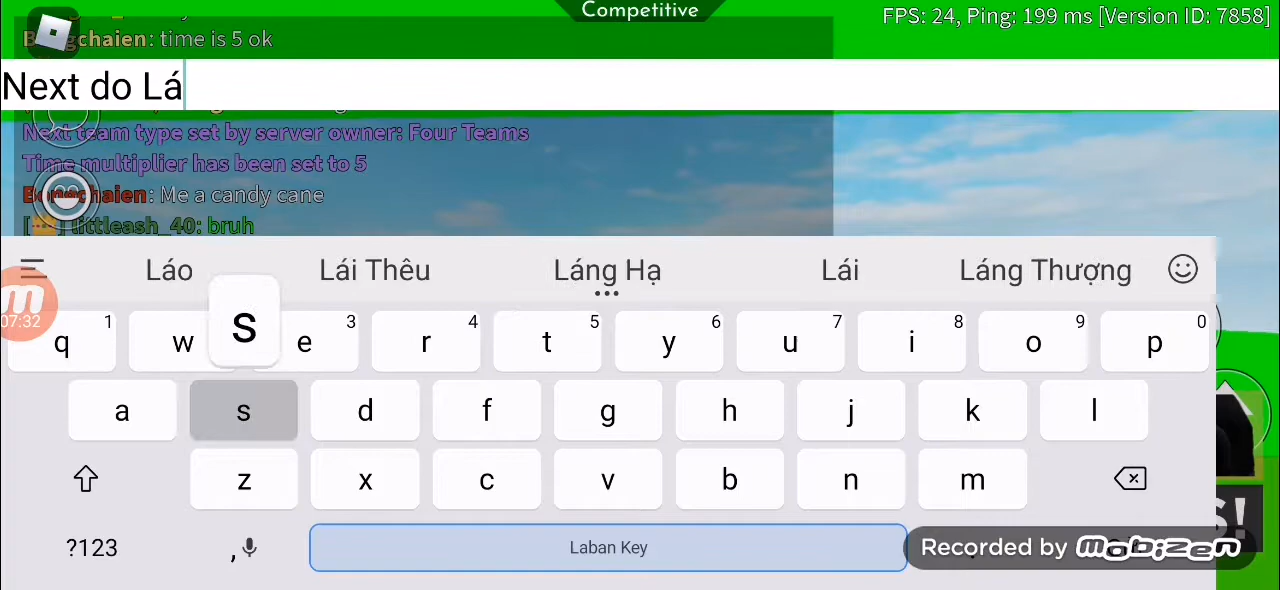 Competitive
FPS: 24, Ping: 199 ms [Version ID: 7858]
chaien: time is 5 ok
Next do Lá
Next team type set by server owner: Four Teams
Time multiplier has been set to 5
chaien: Me a candy cane
littleash_40: bruh
Láo Lái Thêu Láng Hạ Lái Láng Thượng
07:32
s
q 1 w e 3 r 4 t 5 y 6 u 7 i 8 o 9 p 0
a s d f g h j k l
z x c v b n m
?123 , Laban Key
S!
Recorded by Mobizen